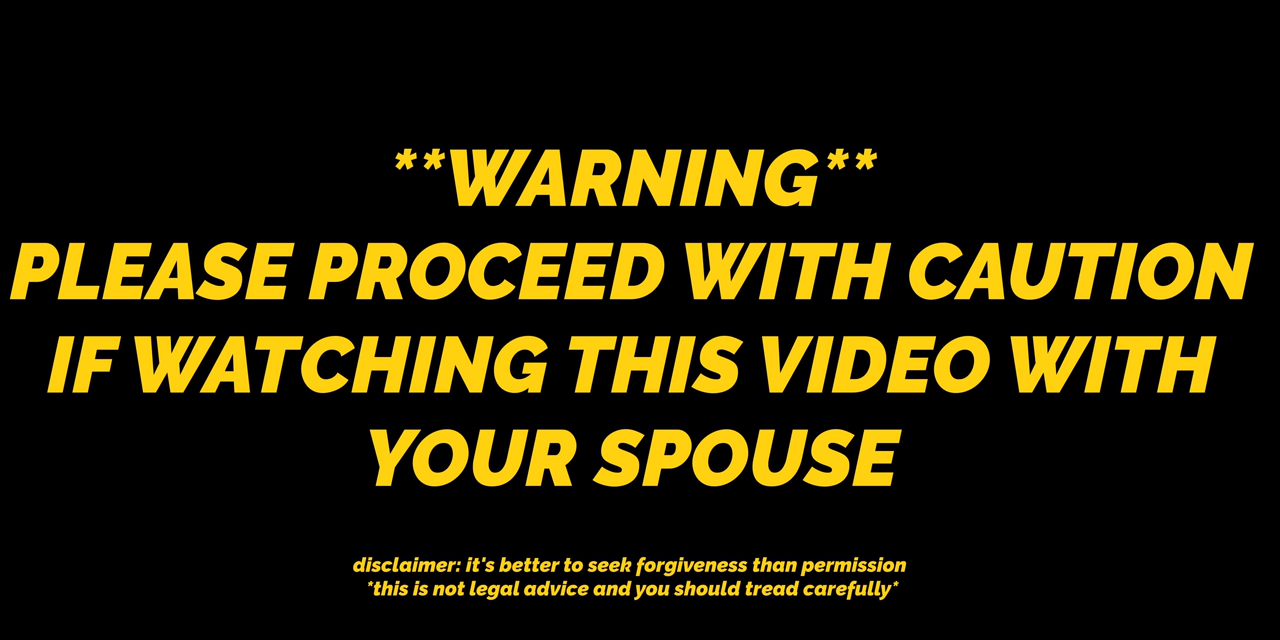 **WARNING**
PLEASE PROCEED WITH CAUTION
IF WATCHING THIS VIDEO WITH
YOUR SPOUSE
disclaimer: it's better to seek forgiveness than permission
*this is not legal advice and you should tread carefully*